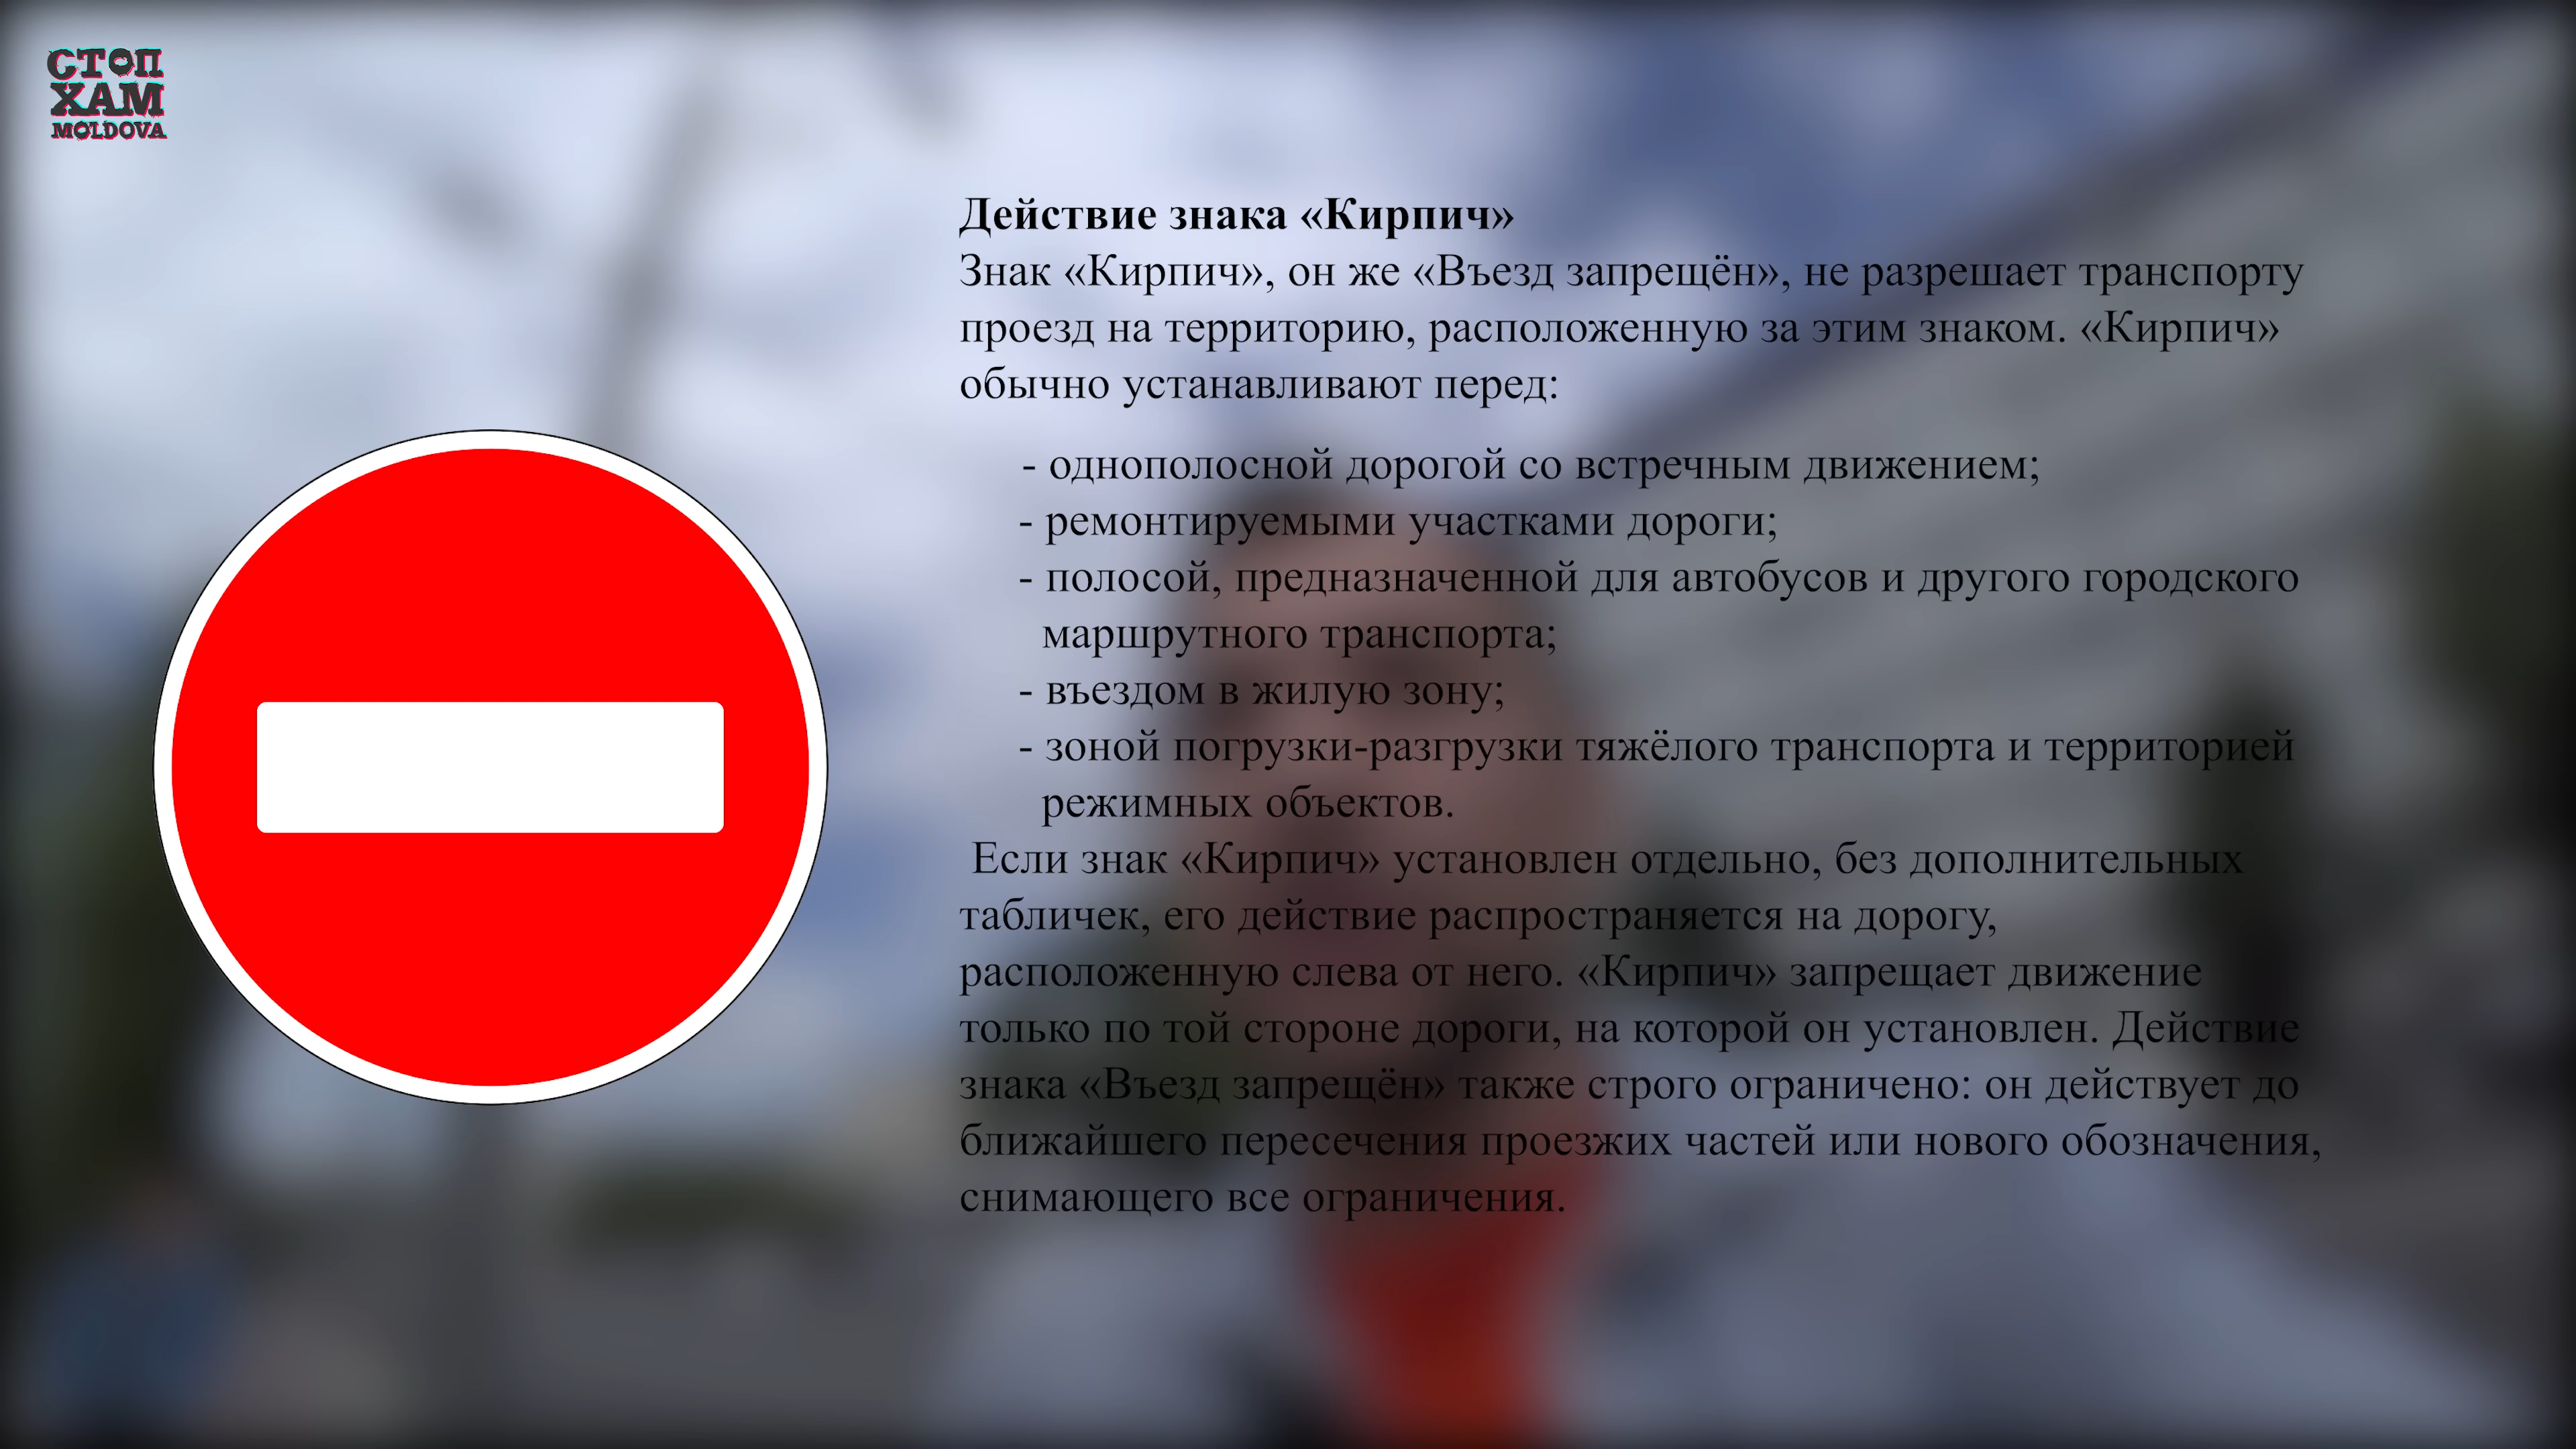 СТОП
ХАМ
MOLDOVA
Действие знака «Кирпич»
Знак «Кирпич», он же «Въезд запрещён», не разрешает транспорту
проезд на территорию, расположенную за этим знаком. «Кирпич»
обычно устанавливают перед:
- однополосной дорогой со встречным движением;
- ремонтируемыми участками дороги;
- полосой, предназначенной для автобусов и другого городского
маршрутного транспорта;
- въездом в жилую зону;
- зоной погрузки-разгрузки тяжёлого транспорта и территорией
режимных объектов.
Если знак «Кирпич» установлен отдельно, без дополнительных
табличек, его действие распространяется на дорогу,
расположенную слева от него. «Кирпич» запрещает движение
только по той стороне дороги, на которой он установлен. Действие
знака «Въезд запрещён» также строго ограничено: он действует до
ближайшего пересечения проезжих частей или нового обозначения,
снимающего все ограничения.